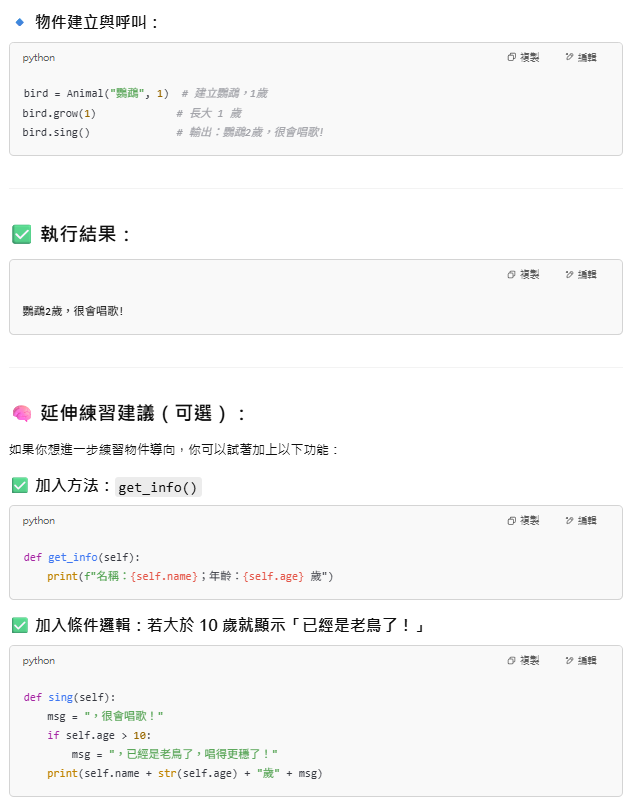 物件建立與呼叫：
python
複製
編輯
bird = Animal("鸚鵡", 1)  # 建立鸚鵡，1歲
bird.grow(1)             # 長大 1 歲
bird.sing()              # 輸出：鸚鵡2歲，很會唱歌!
執行結果：
複製
編輯
鸚鵡2歲，很會唱歌!
延伸練習建議（可選）：
如果你想進一步練習物件導向，你可以試著加上以下功能：
加入方法：get_info()
python
複製
編輯
def get_info(self):
    print(f"名稱：{self.name}；年齡：{self.age} 歲")
加入條件邏輯：若大於 10 歲就顯示「已經是老鳥了！」
python
複製
編輯
def sing(self):
    msg = "，很會唱歌！"
    if self.age > 10:
        msg = "，已經是老鳥了，唱得更穩了！"
    print(self.name + str(self.age) + "歲" + msg)